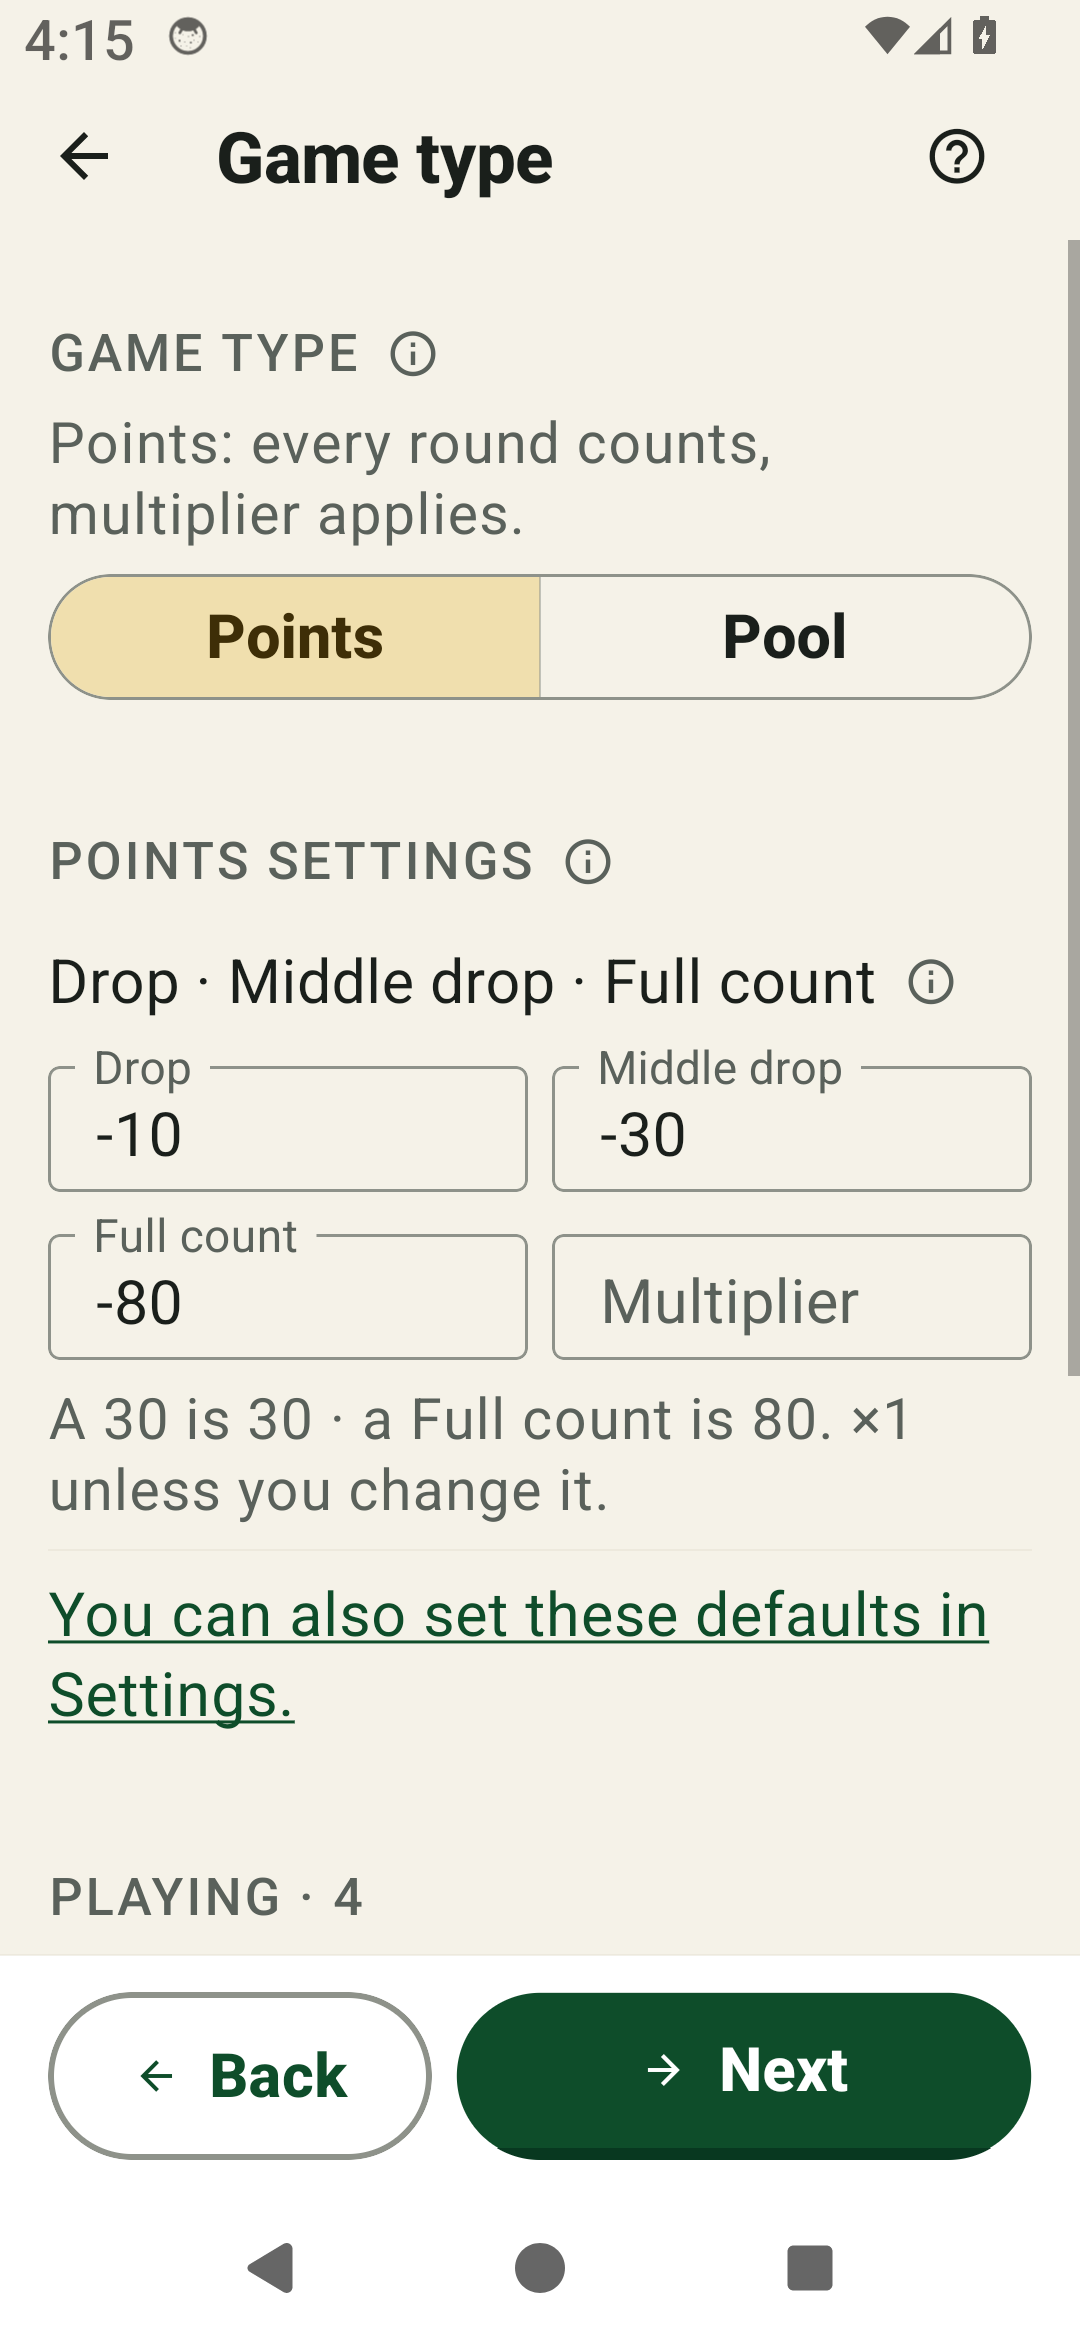 4:15
Game type
GAME TYPE
Points: every round counts,
multiplier applies.
Points
Pool
POINTS SETTINGS
Drop · Middle drop · Full count
Drop
Middle drop
-10
-30
Full count
-80
Multiplier
A 30 is 30 · a Full count is 80. ×1
unless you change it.
You can also set these defaults in
Settings.
PLAYING · 4
Back
Next